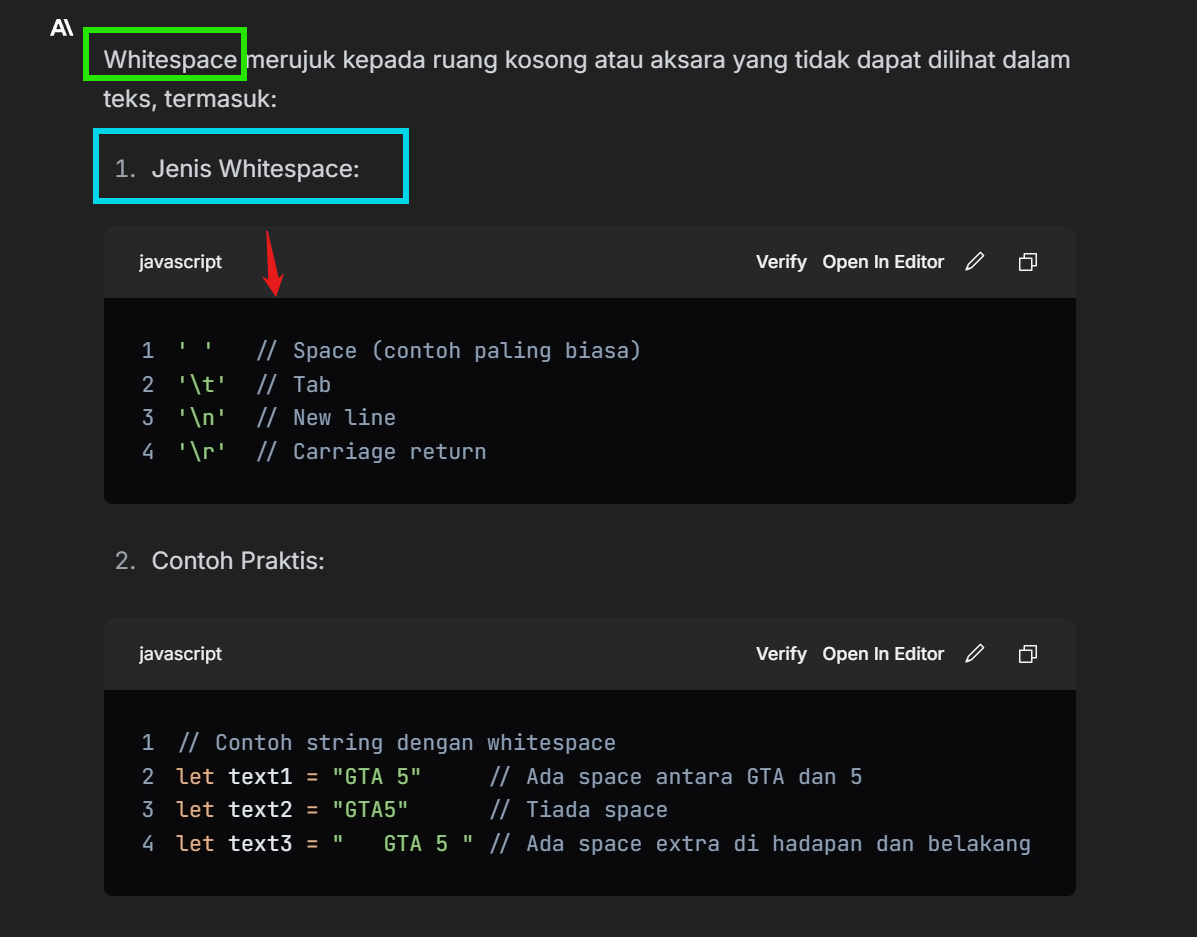 Whitespace merujuk kepada ruang kosong atau aksara yang tidak dapat dilihat dalam
teks, termasuk:
1. Jenis Whitespace:
javascript Verify Open In Editor
1 ' ' // Space (contoh paling biasa)
2 '\t' // Tab
3 '\n' // New line
4 '\r' // Carriage return
2. Contoh Praktis:
javascript Verify Open In Editor
1 // Contoh string dengan whitespace
2 let text1 = "GTA 5" // Ada space antara GTA dan 5
3 let text2 = "GTA5" // Tiada space
4 let text3 = "   GTA 5 " // Ada space extra di hadapan dan belakang